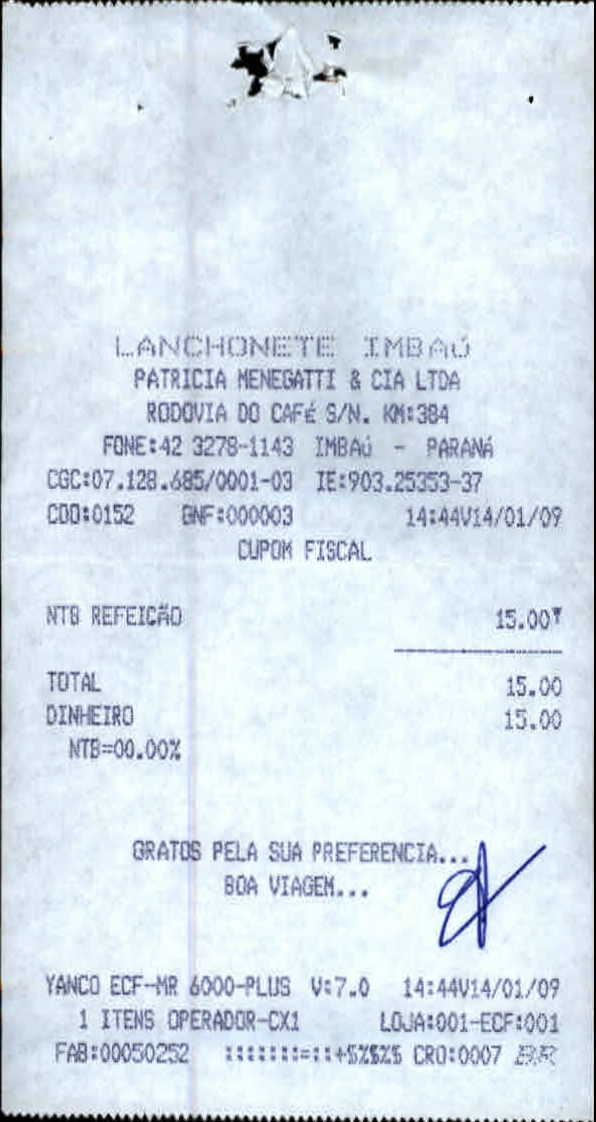 LANCHONETE IMBAÚ
PATRICIA MENEGATTI & CIA LTDA
RODOVIA DO CAFé S/N. KM:384
FONE:42 3278-1143 IMBAú - PARANá
CGC:07.128.685/0001-03 IE:903.25353-37
COO:0152 GNF:000003 14:44V14/01/09
CUPOM FISCAL
NTB REFEICÃO 15.00
TOTAL 15.00
DINHEIRO 15.00
NTB=00.00%
GRATOS PELA SUA PREFERENCIA...
BOA VIAGEM...
YANCO ECF-MR 6000-PLUS V:7.0 14:44V14/01/09
1 ITENS OPERADOR-CX1 LOJA:001-ECF:001
FAB:00050252 CRO:0007 BR